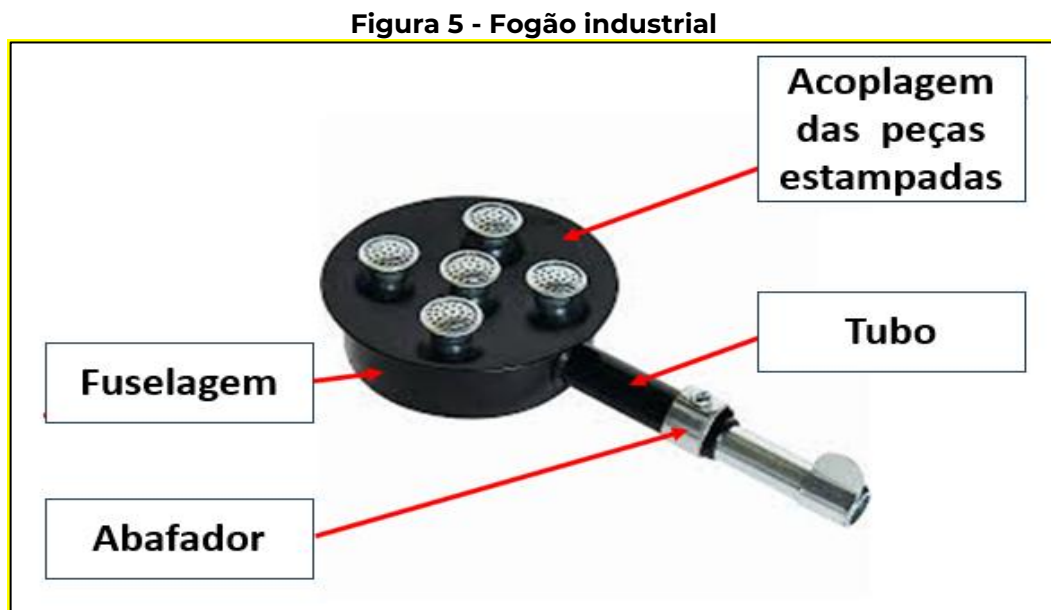 Figura 5 - Fogão industrial
Acoplagem
das peças
estampadas
Tubo
Fuselagem
Abafador